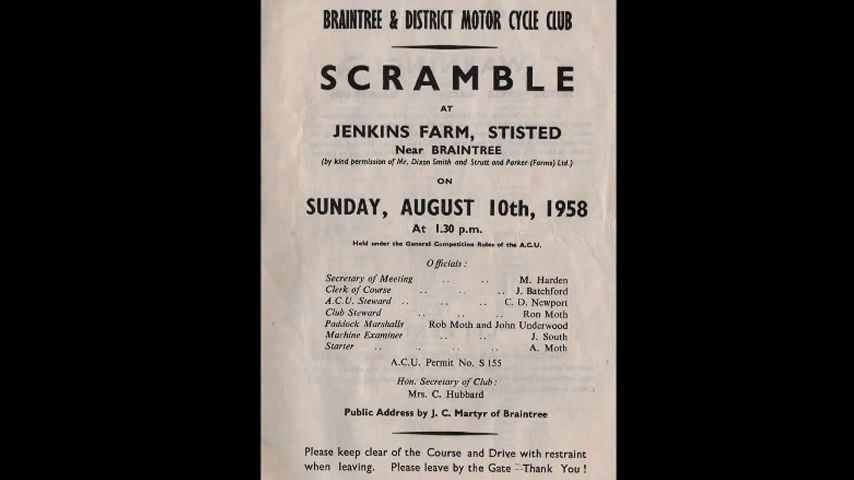 BRAINTREE & DISTRICT MOTOR CYCLE CLUB
SCRAMBLE
AT
JENKINS FARM, STISTED
Near BRAINTREE
(by kind permission of Mr. Dixon Smith and Strutt and Parker (Farms) Ltd.)
ON
SUNDAY, AUGUST 10th, 1958
At 1.30 p.m.
Held under the General Competition Rules of the A.C.U.
Officials :
Secretary of Meeting .. .. M. Harden
Clerk of Course .. .. .. J. Batchford
A.C.U. Steward .. .. .. C. D. Newport
Club Steward .. .. .. Ron Moth
Paddock Marshalls Rob Moth and John Underwood
Machine Examiner .. .. J. South
Starter .. .. .. .. A. Moth
A.C.U. Permit No. S 155
Hon. Secretary of Club :
Mrs. C. Hubbard
Public Address by J. C. Martyr of Braintree
Please keep clear of the Course and Drive with restraint
when leaving. Please leave by the Gate—Thank You !